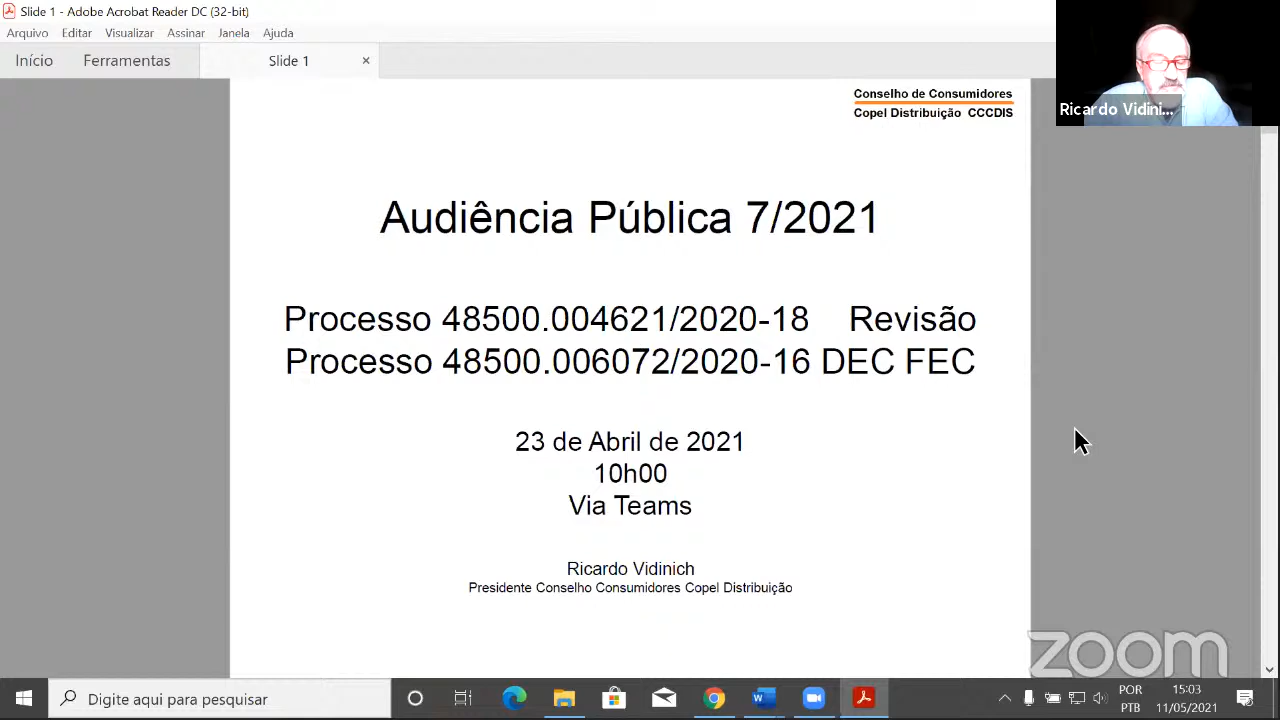 Slide 1 - Adobe Acrobat Reader DC (32-bit)
Arquivo Editar Visualizar Assinar Janela Ajuda
Início Ferramentas Slide 1 ×
Conselho de Consumidores
Copel Distribuição CCCDIS
Ricardo Vidini...
Audiência Pública 7/2021
Processo 48500.004621/2020-18 Revisão
Processo 48500.006072/2020-16 DEC FEC
23 de Abril de 2021
10h00
Via Teams
Ricardo Vidinich
Presidente Conselho Consumidores Copel Distribuição
zoom
Digite aqui para pesquisar
POR
PTB
15:03
11/05/2021